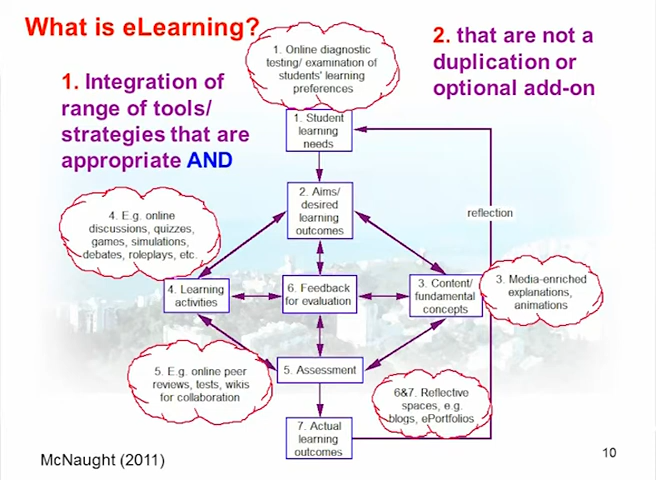 What is eLearning?
1. Integration of
range of tools/
strategies that are
appropriate AND
2. that are not a
duplication or
optional add-on
1. Online diagnostic
testing/ examination of
students' learning
preferences
1. Student
learning
needs
2. Aims/
desired
learning
outcomes
reflection
4. E.g. online
discussions, quizzes,
games, simulations,
debates, roleplays, etc.
4. Learning
activities
6. Feedback
for evaluation
3. Content/
fundamental
concepts
3. Media-enriched
explanations,
animations
5. E.g. online peer
reviews, tests, wikis
for collaboration
5. Assessment
6&7. Reflective
spaces, e.g.
blogs, ePortfolios
7. Actual
learning
outcomes
McNaught (2011)
10